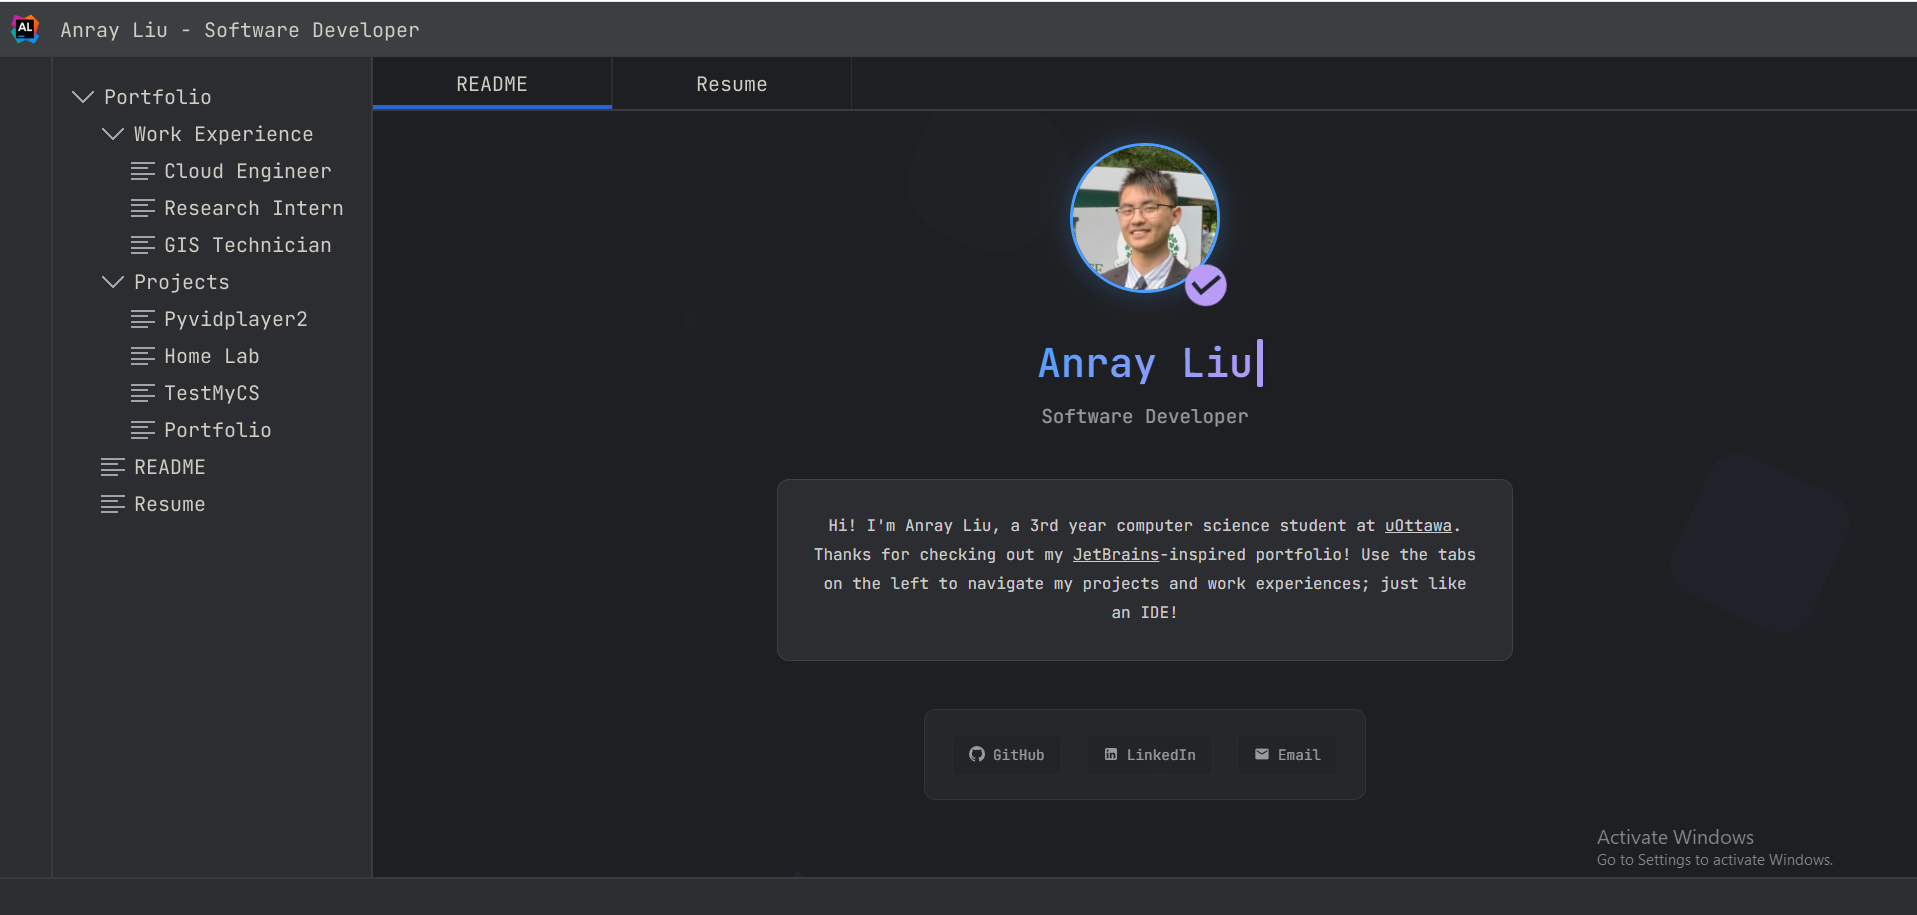 AL
Anray Liu - Software Developer
Portfolio
Work Experience
Cloud Engineer
Research Intern
GIS Technician
Projects
Pyvidplayer2
Home Lab
TestMyCS
Portfolio
README
Resume
README
Resume
Anray Liu
Software Developer
Hi! I'm Anray Liu, a 3rd year computer science student at uOttawa.
Thanks for checking out my JetBrains-inspired portfolio! Use the tabs
on the left to navigate my projects and work experiences; just like
an IDE!
GitHub
LinkedIn
Email
Activate Windows
Go to Settings to activate Windows.